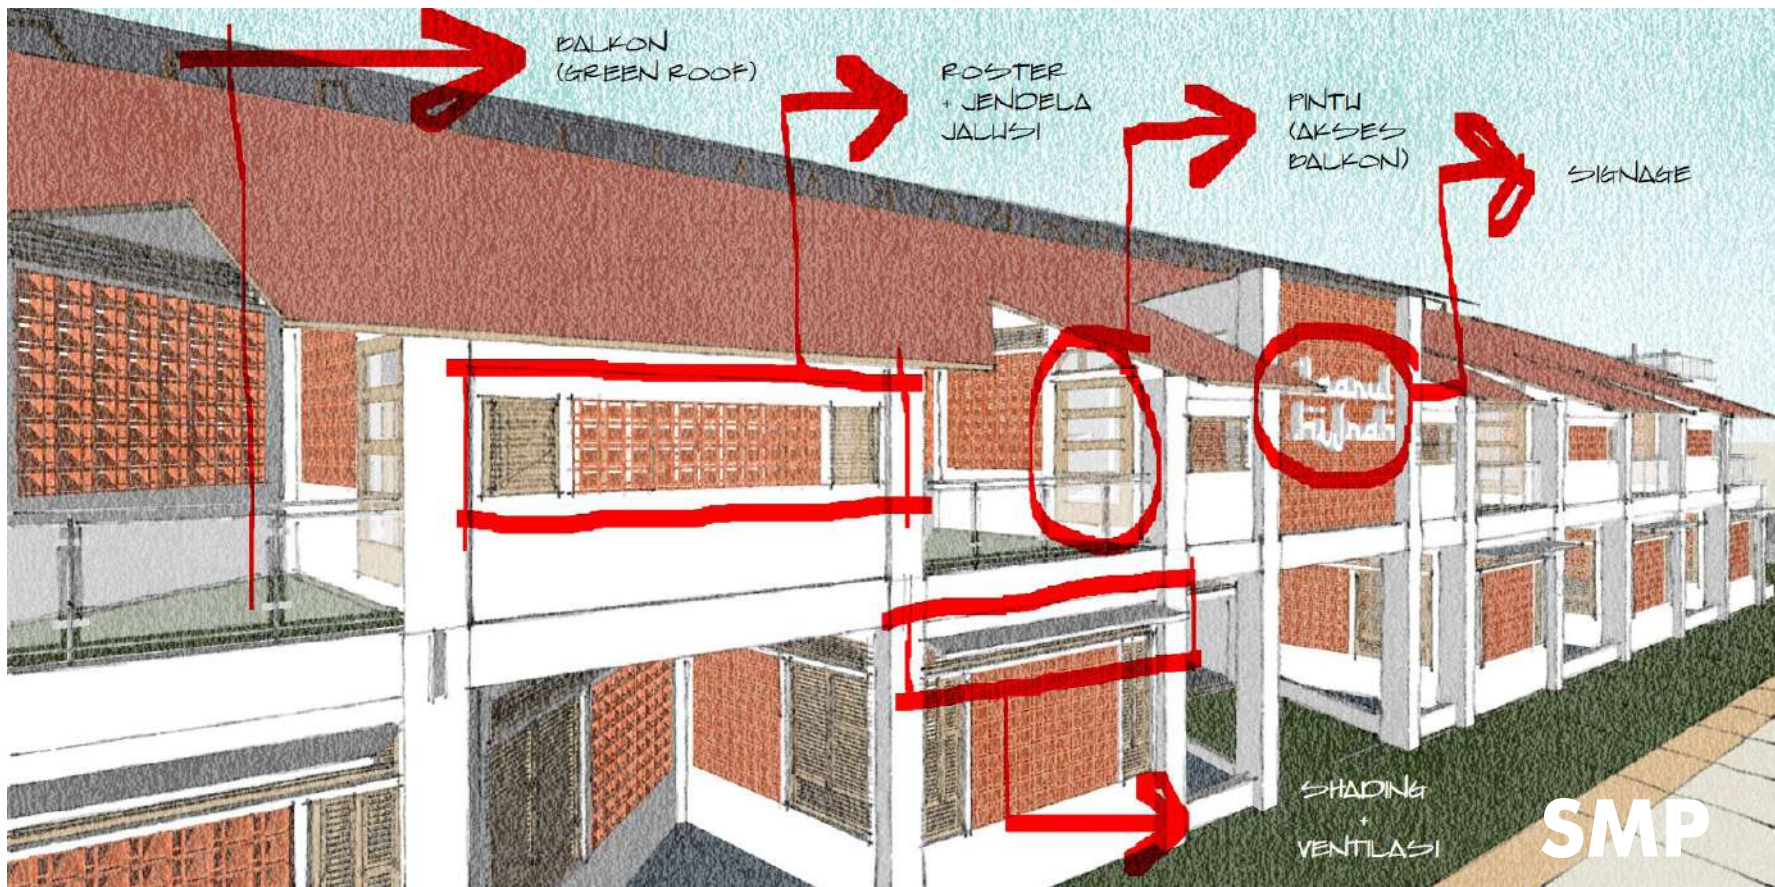 BALKON
(GREEN ROOF)
ROSTER
+ JENDELA
JALUSI
PINTU
(AKSES
BALKON)
SIGNAGE
SHADING
+
VENTILASI
SMP